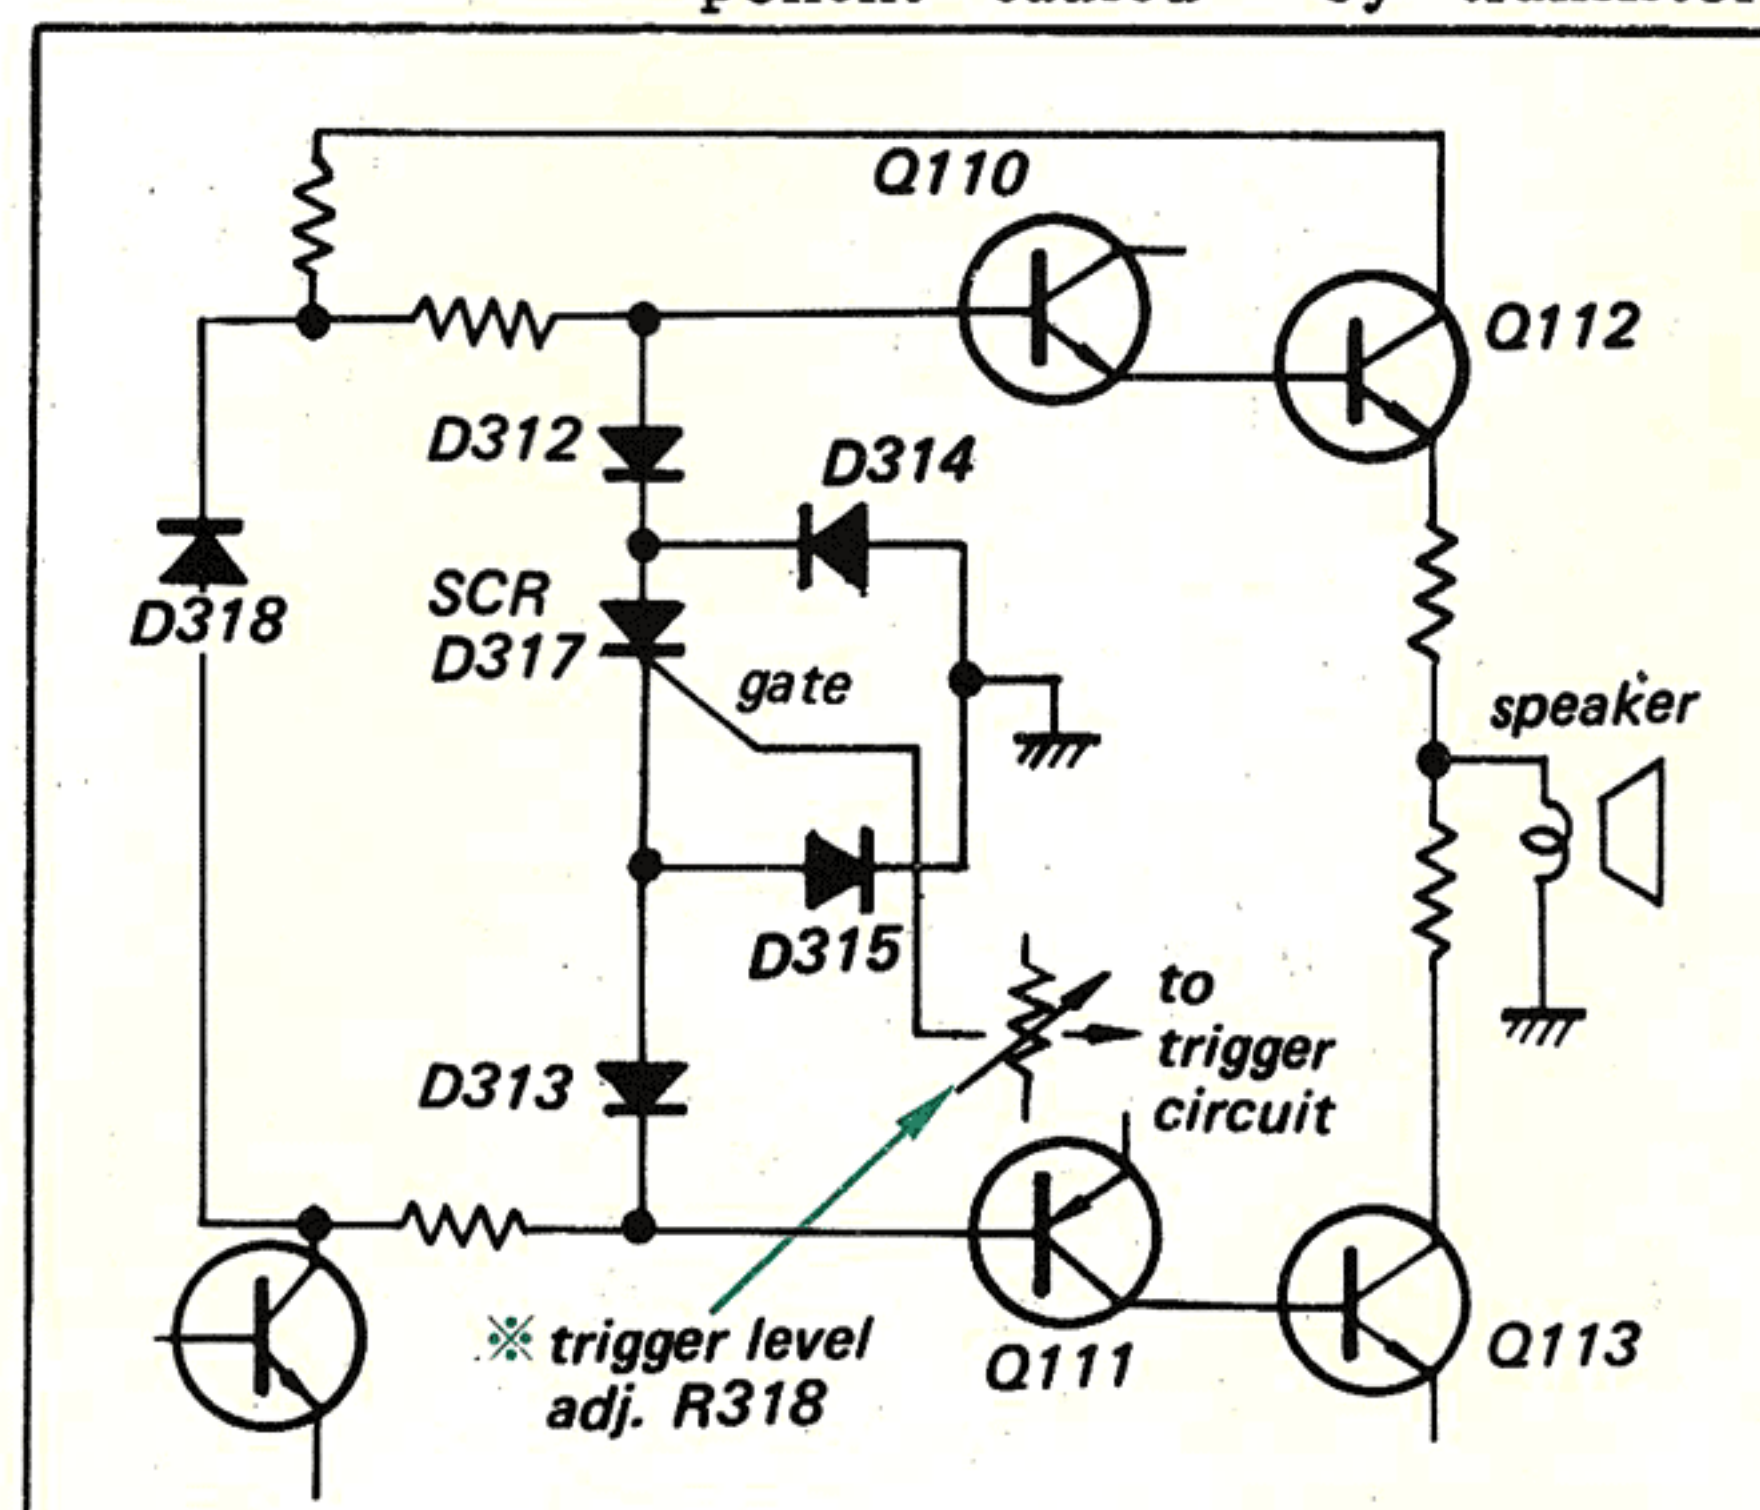 Q110
Q112
D312
D314
SCR
D317
D318
gate
speaker
D315
to
trigger
circuit
D313
※ trigger level
adj. R318
Q111
Q113